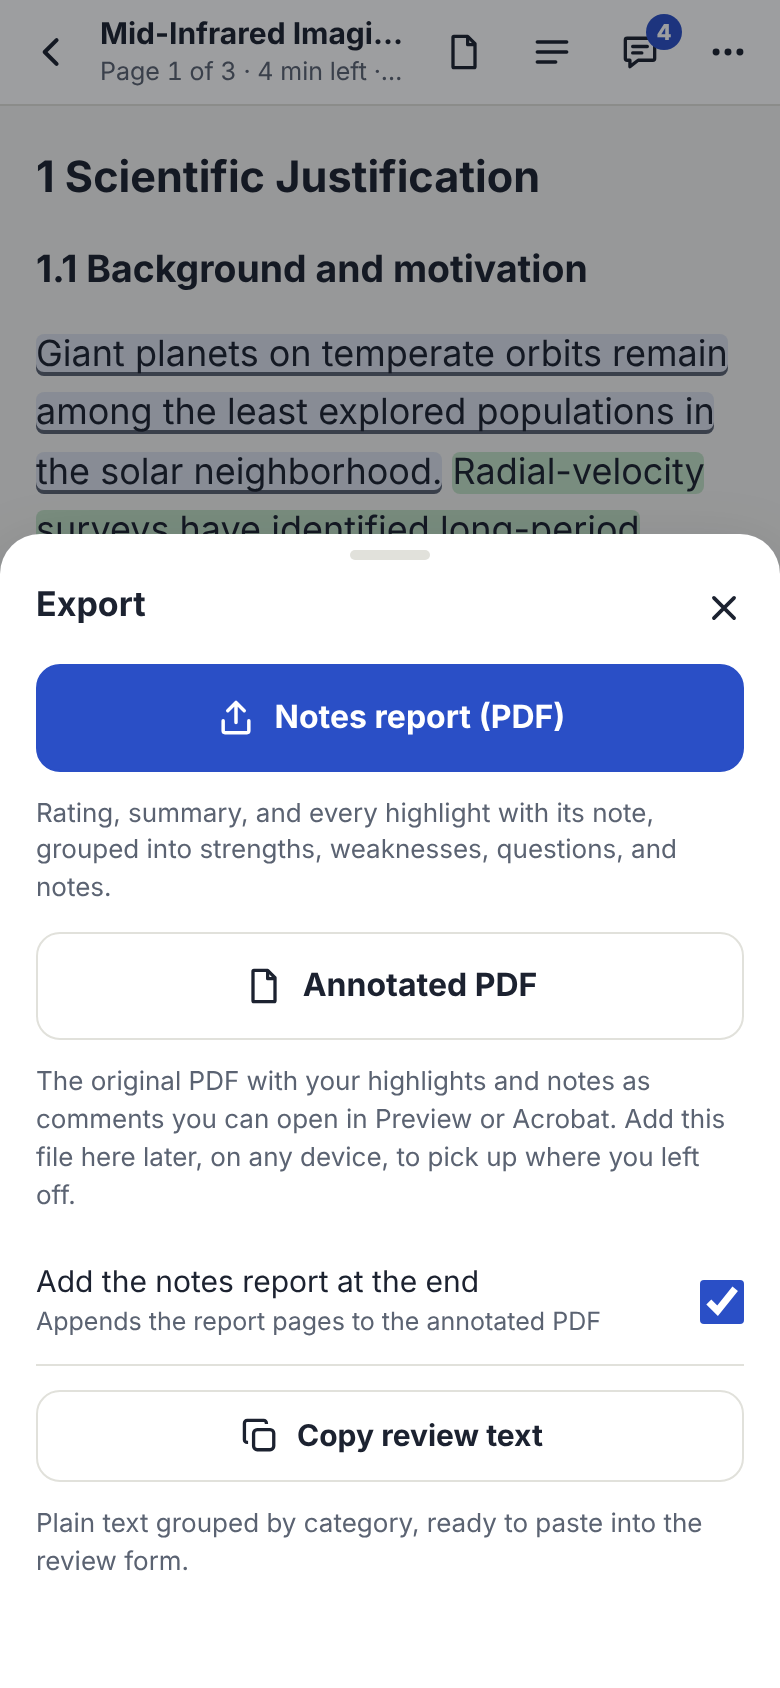 Mid-Infrared Imagi...
Page 1 of 3 · 4 min left ·...
4
1 Scientific Justification
1.1 Background and motivation
Giant planets on temperate orbits remain
among the least explored populations in
the solar neighborhood. Radial-velocity
surveys have identified long-period
Export
Notes report (PDF)
Rating, summary, and every highlight with its note,
grouped into strengths, weaknesses, questions, and
notes.
Annotated PDF
The original PDF with your highlights and notes as
comments you can open in Preview or Acrobat. Add this
file here later, on any device, to pick up where you left
off.
Add the notes report at the end
Appends the report pages to the annotated PDF
Copy review text
Plain text grouped by category, ready to paste into the
review form.